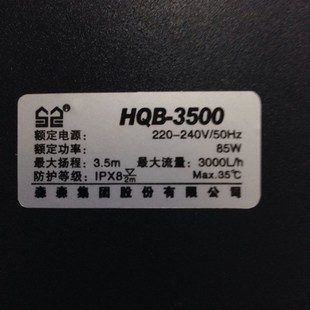 HQB-3500
额定电源: 220-240V/50Hz
额定功率: 85W
最大扬程: 3.5m 最大流量: 3000L/h
防护等级: IPX8 2m Max.35℃
森森集团股份有限公司